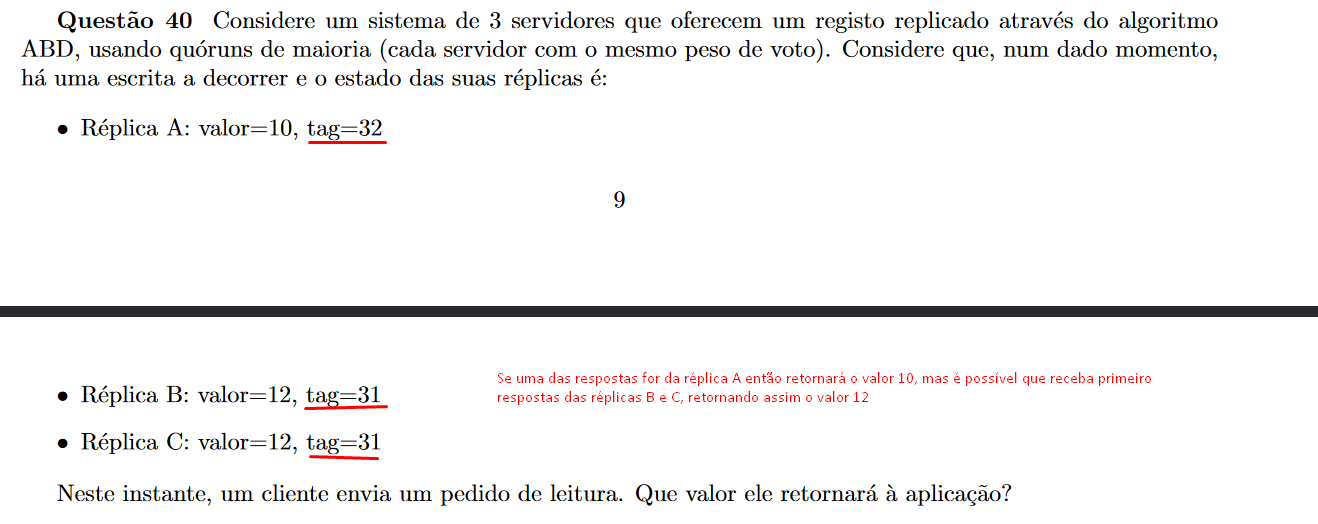 Questão 40 Considere um sistema de 3 servidores que oferecem um registo replicado através do algoritmo
ABD, usando quóruns de maioria (cada servidor com o mesmo peso de voto). Considere que, num dado momento,
há uma escrita a decorrer e o estado das suas réplicas é:
• Réplica A: valor=10, tag=32
9
• Réplica B: valor=12, tag=31
Se uma das respostas for da réplica A então retornará o valor 10, mas é possível que receba primeiro
respostas das réplicas B e C, retornando assim o valor 12
• Réplica C: valor=12, tag=31
Neste instante, um cliente envia um pedido de leitura. Que valor ele retornará à aplicação?